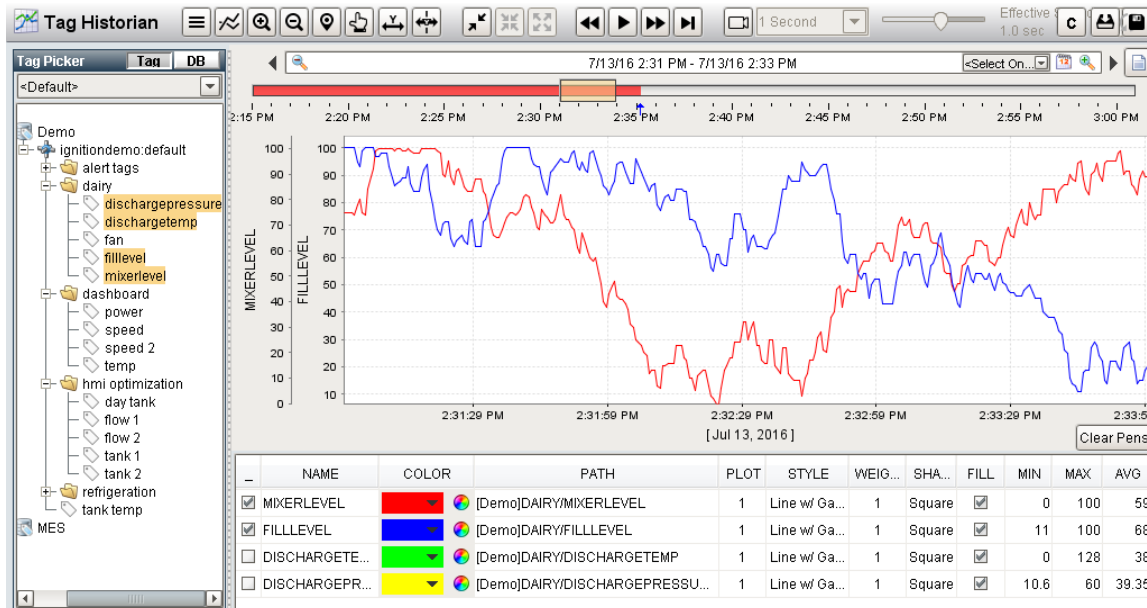 Tag Historian
1 Second
Effective S
1.0 sec
C
Tag Picker Tag DB
<Default>
7/13/16 2:31 PM - 7/13/16 2:33 PM
<Select On...
2:15 PM 2:20 PM 2:25 PM 2:30 PM 2:35 PM 2:40 PM 2:45 PM 2:50 PM 2:55 PM 3:00 PM
Demo
ignitiondemo:default
alert tags
dairy
dischargepressure
dischargetemp
fan
filllevel
mixerlevel
dashboard
power
speed
speed 2
temp
hmi optimization
day tank
flow 1
flow 2
tank 1
tank 2
refrigeration
tank temp
MES
MIXERLEVEL
100
90
80
70
60
50
40
30
20
10
0
FILLLEVEL
100
90
80
70
60
50
40
30
20
10
2:31:29 PM 2:31:59 PM 2:32:29 PM 2:32:59 PM 2:33:29 PM 2:33:5
[Jul 13, 2016]
Clear Pens
_ NAME COLOR PATH PLOT STYLE WEIG... SHA... FILL MIN MAX AVG
MIXERLEVEL [Demo]DAIRY/MIXERLEVEL 1 Line w/ Ga... 1 Square 0 100 59
FILLLEVEL [Demo]DAIRY/FILLLEVEL 1 Line w/ Ga... 1 Square 11 100 68
DISCHARGETE... [Demo]DAIRY/DISCHARGETEMP 1 Line w/ Ga... 1 Square 0 128 38
DISCHARGEPR... [Demo]DAIRY/DISCHARGEPRESSU... 1 Line w/ Ga... 1 Square 10.6 60 39.35